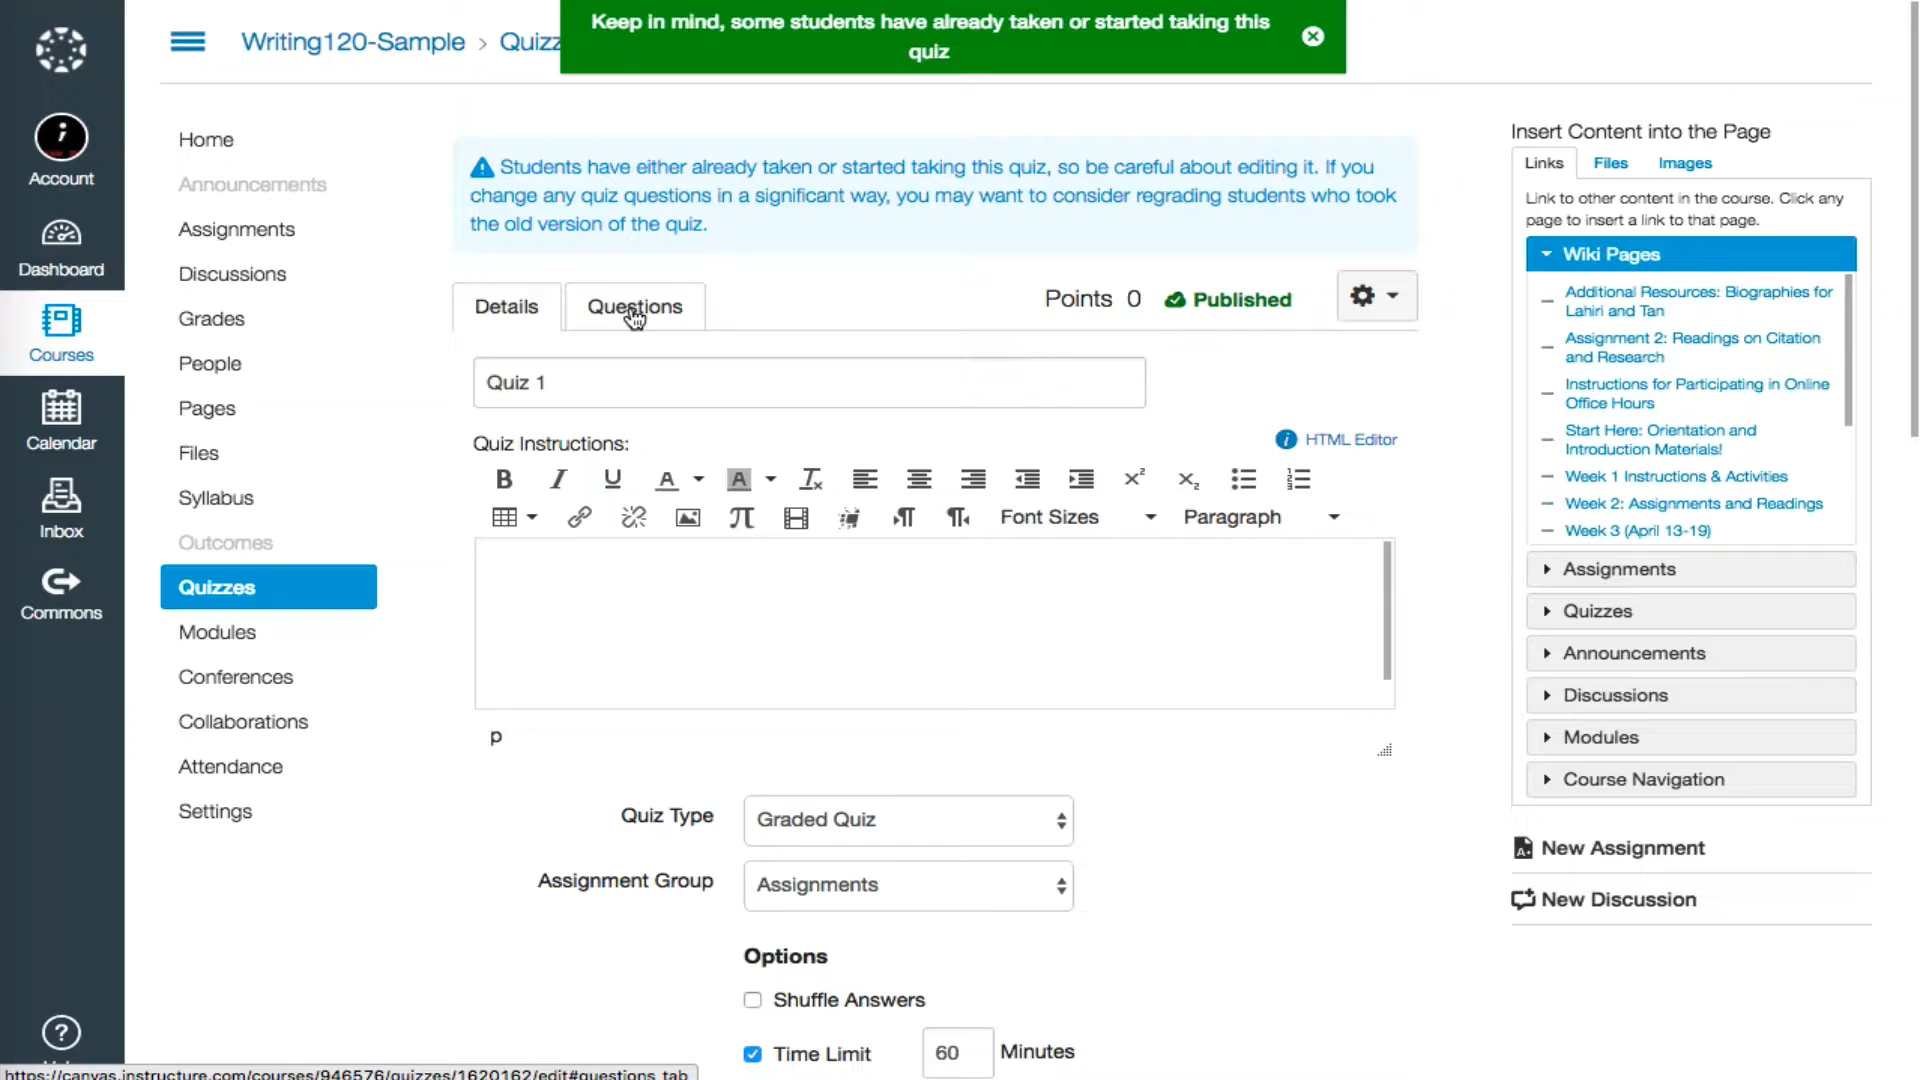 Keep in mind, some students have already taken or started taking this
quiz
Writing120-Sample > Quizz
Account
Dashboard
Courses
Calendar
Inbox
Commons
Home
Announcements
Assignments
Discussions
Grades
People
Pages
Files
Syllabus
Outcomes
Quizzes
Modules
Conferences
Collaborations
Attendance
Settings
Students have either already taken or started taking this quiz, so be careful about editing it. If you
change any quiz questions in a significant way, you may want to consider regrading students who took
the old version of the quiz.
Details
Questions
Points 0
Published
Quiz 1
Quiz Instructions:
HTML Editor
Font Sizes
Paragraph
p
Quiz Type
Graded Quiz
Assignment Group
Assignments
Options
Shuffle Answers
Time Limit
60
Minutes
Insert Content into the Page
Links
Files
Images
Link to other content in the course. Click any
page to insert a link to that page.
Wiki Pages
Additional Resources: Biographies for
Lahiri and Tan
Assignment 2: Readings on Citation
and Research
Instructions for Participating in Online
Office Hours
Start Here: Orientation and
Introduction Materials!
Week 1 Instructions & Activities
Week 2: Assignments and Readings
Week 3 (April 13-19)
Assignments
Quizzes
Announcements
Discussions
Modules
Course Navigation
New Assignment
New Discussion
https://canvas.instructure.com/courses/946576/quizzes/1620162/edit#questions_tab